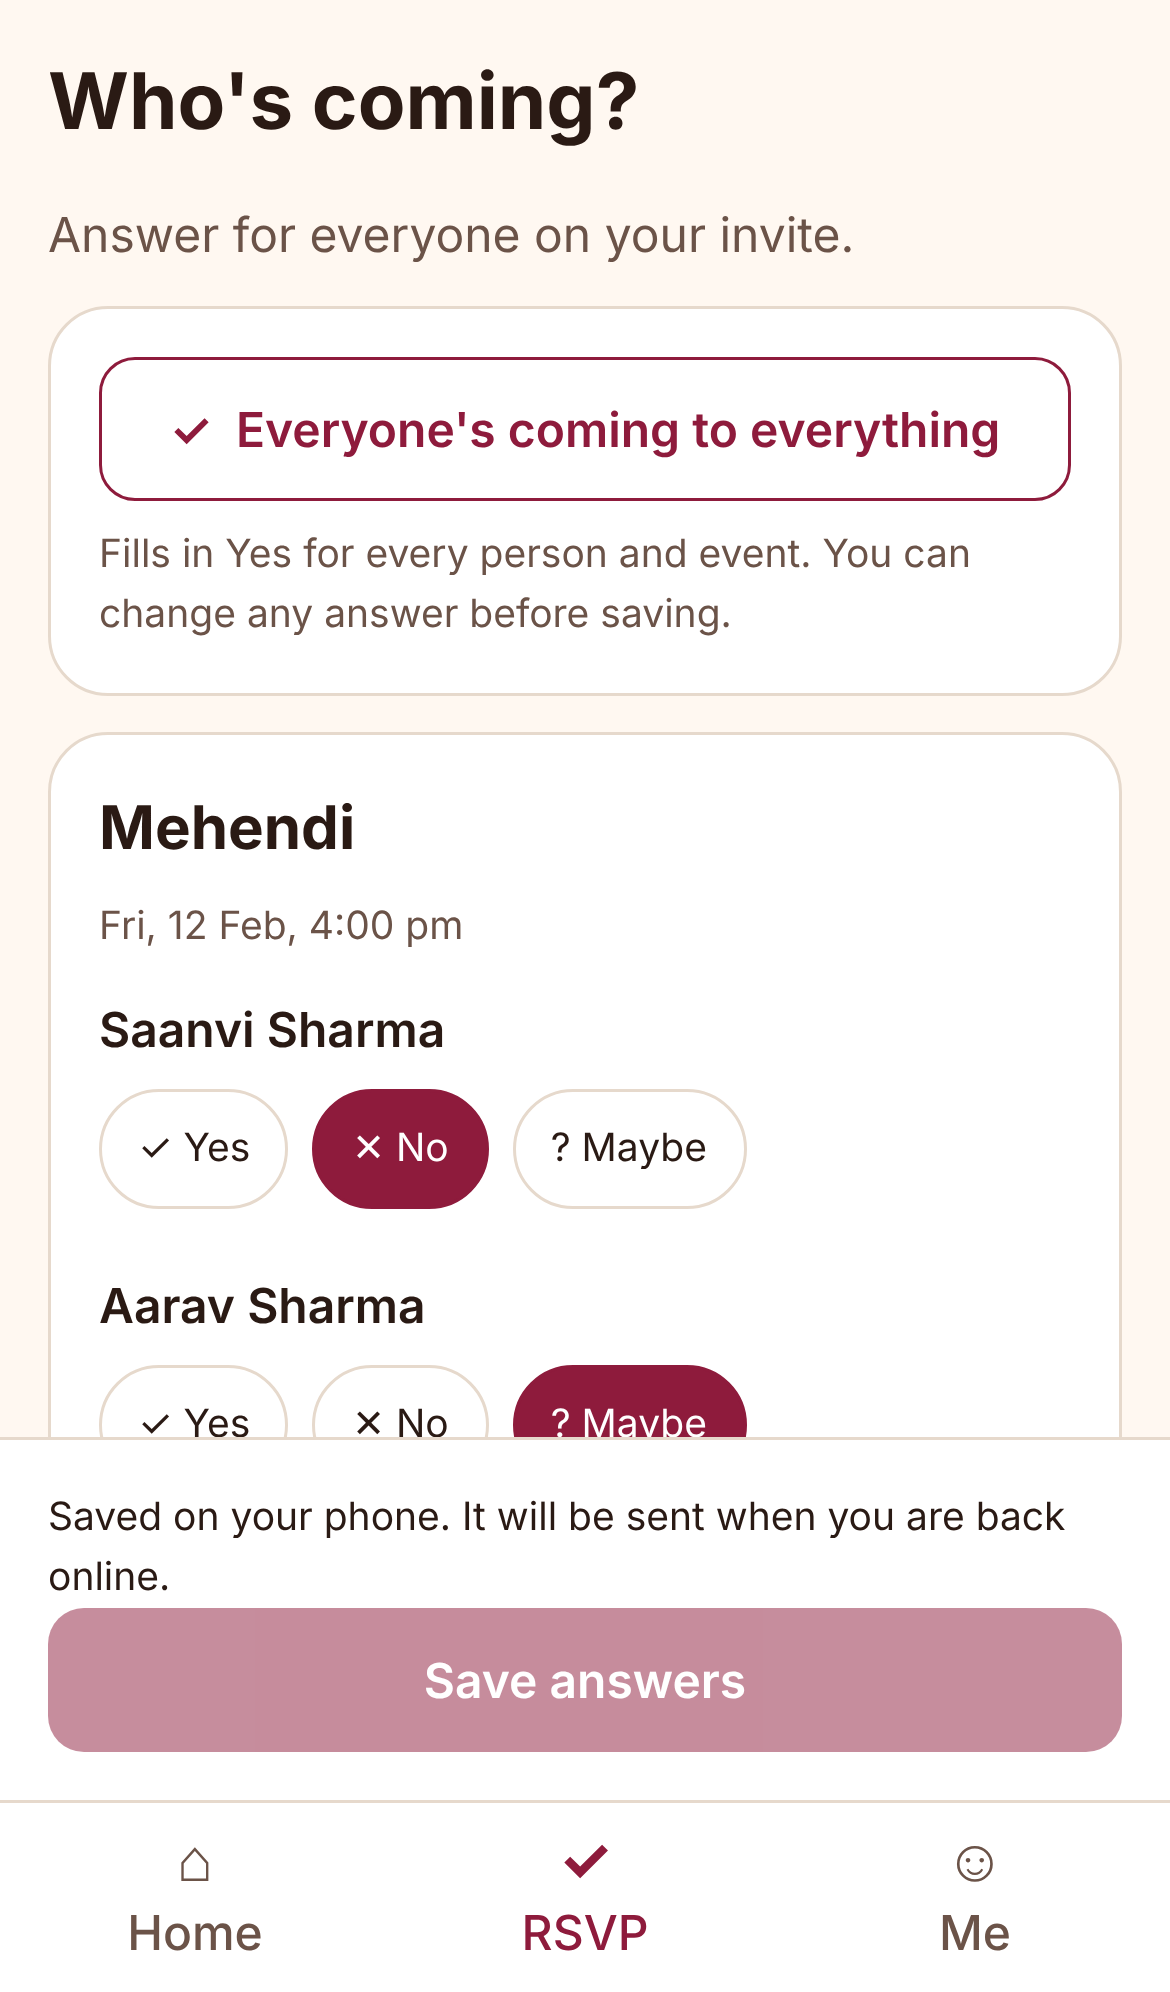 Who's coming?
Answer for everyone on your invite.
✓ Everyone's coming to everything
Fills in Yes for every person and event. You can
change any answer before saving.
Mehendi
Fri, 12 Feb, 4:00 pm
Saanvi Sharma
✓ Yes ✕ No ? Maybe
Aarav Sharma
✓ Yes ✕ No ? Maybe
Saved on your phone. It will be sent when you are back
online.
Save answers
Home RSVP Me